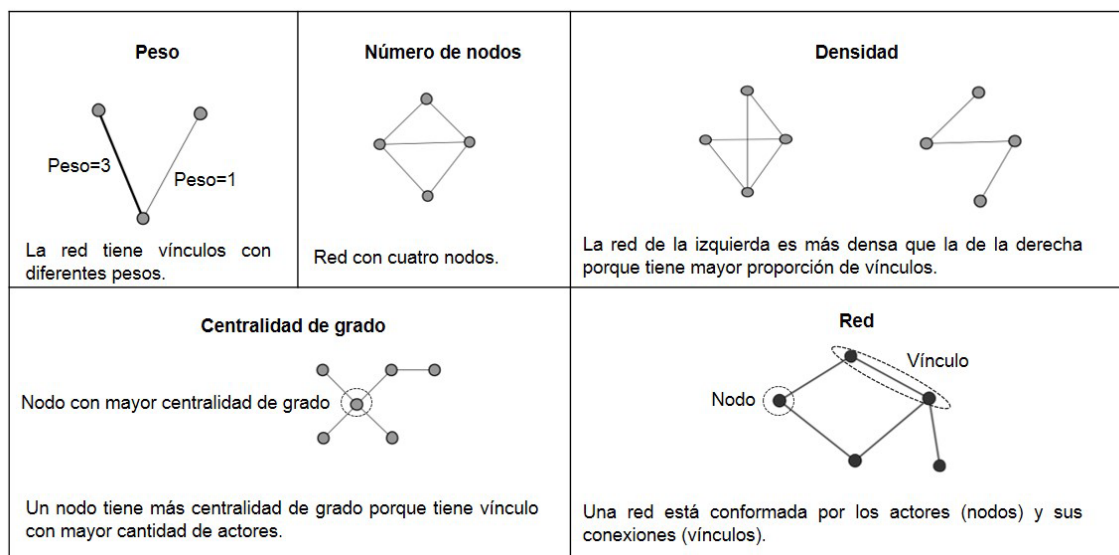 Peso
Peso=3
Peso=1
La red tiene vínculos con
diferentes pesos.
Número de nodos
Red con cuatro nodos.
Densidad
La red de la izquierda es más densa que la de la derecha
porque tiene mayor proporción de vínculos.
Centralidad de grado
Nodo con mayor centralidad de grado
Un nodo tiene más centralidad de grado porque tiene vínculo
con mayor cantidad de actores.
Red
Vínculo
Nodo
Una red está conformada por los actores (nodos) y sus
conexiones (vínculos).